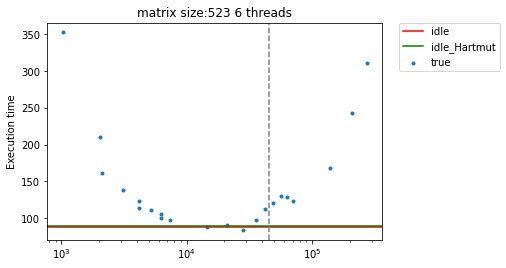 matrix size:523 6 threads
idle
idle_Hartmut
true
Execution time
350
300
250
200
150
100
10³
10⁴
10⁵